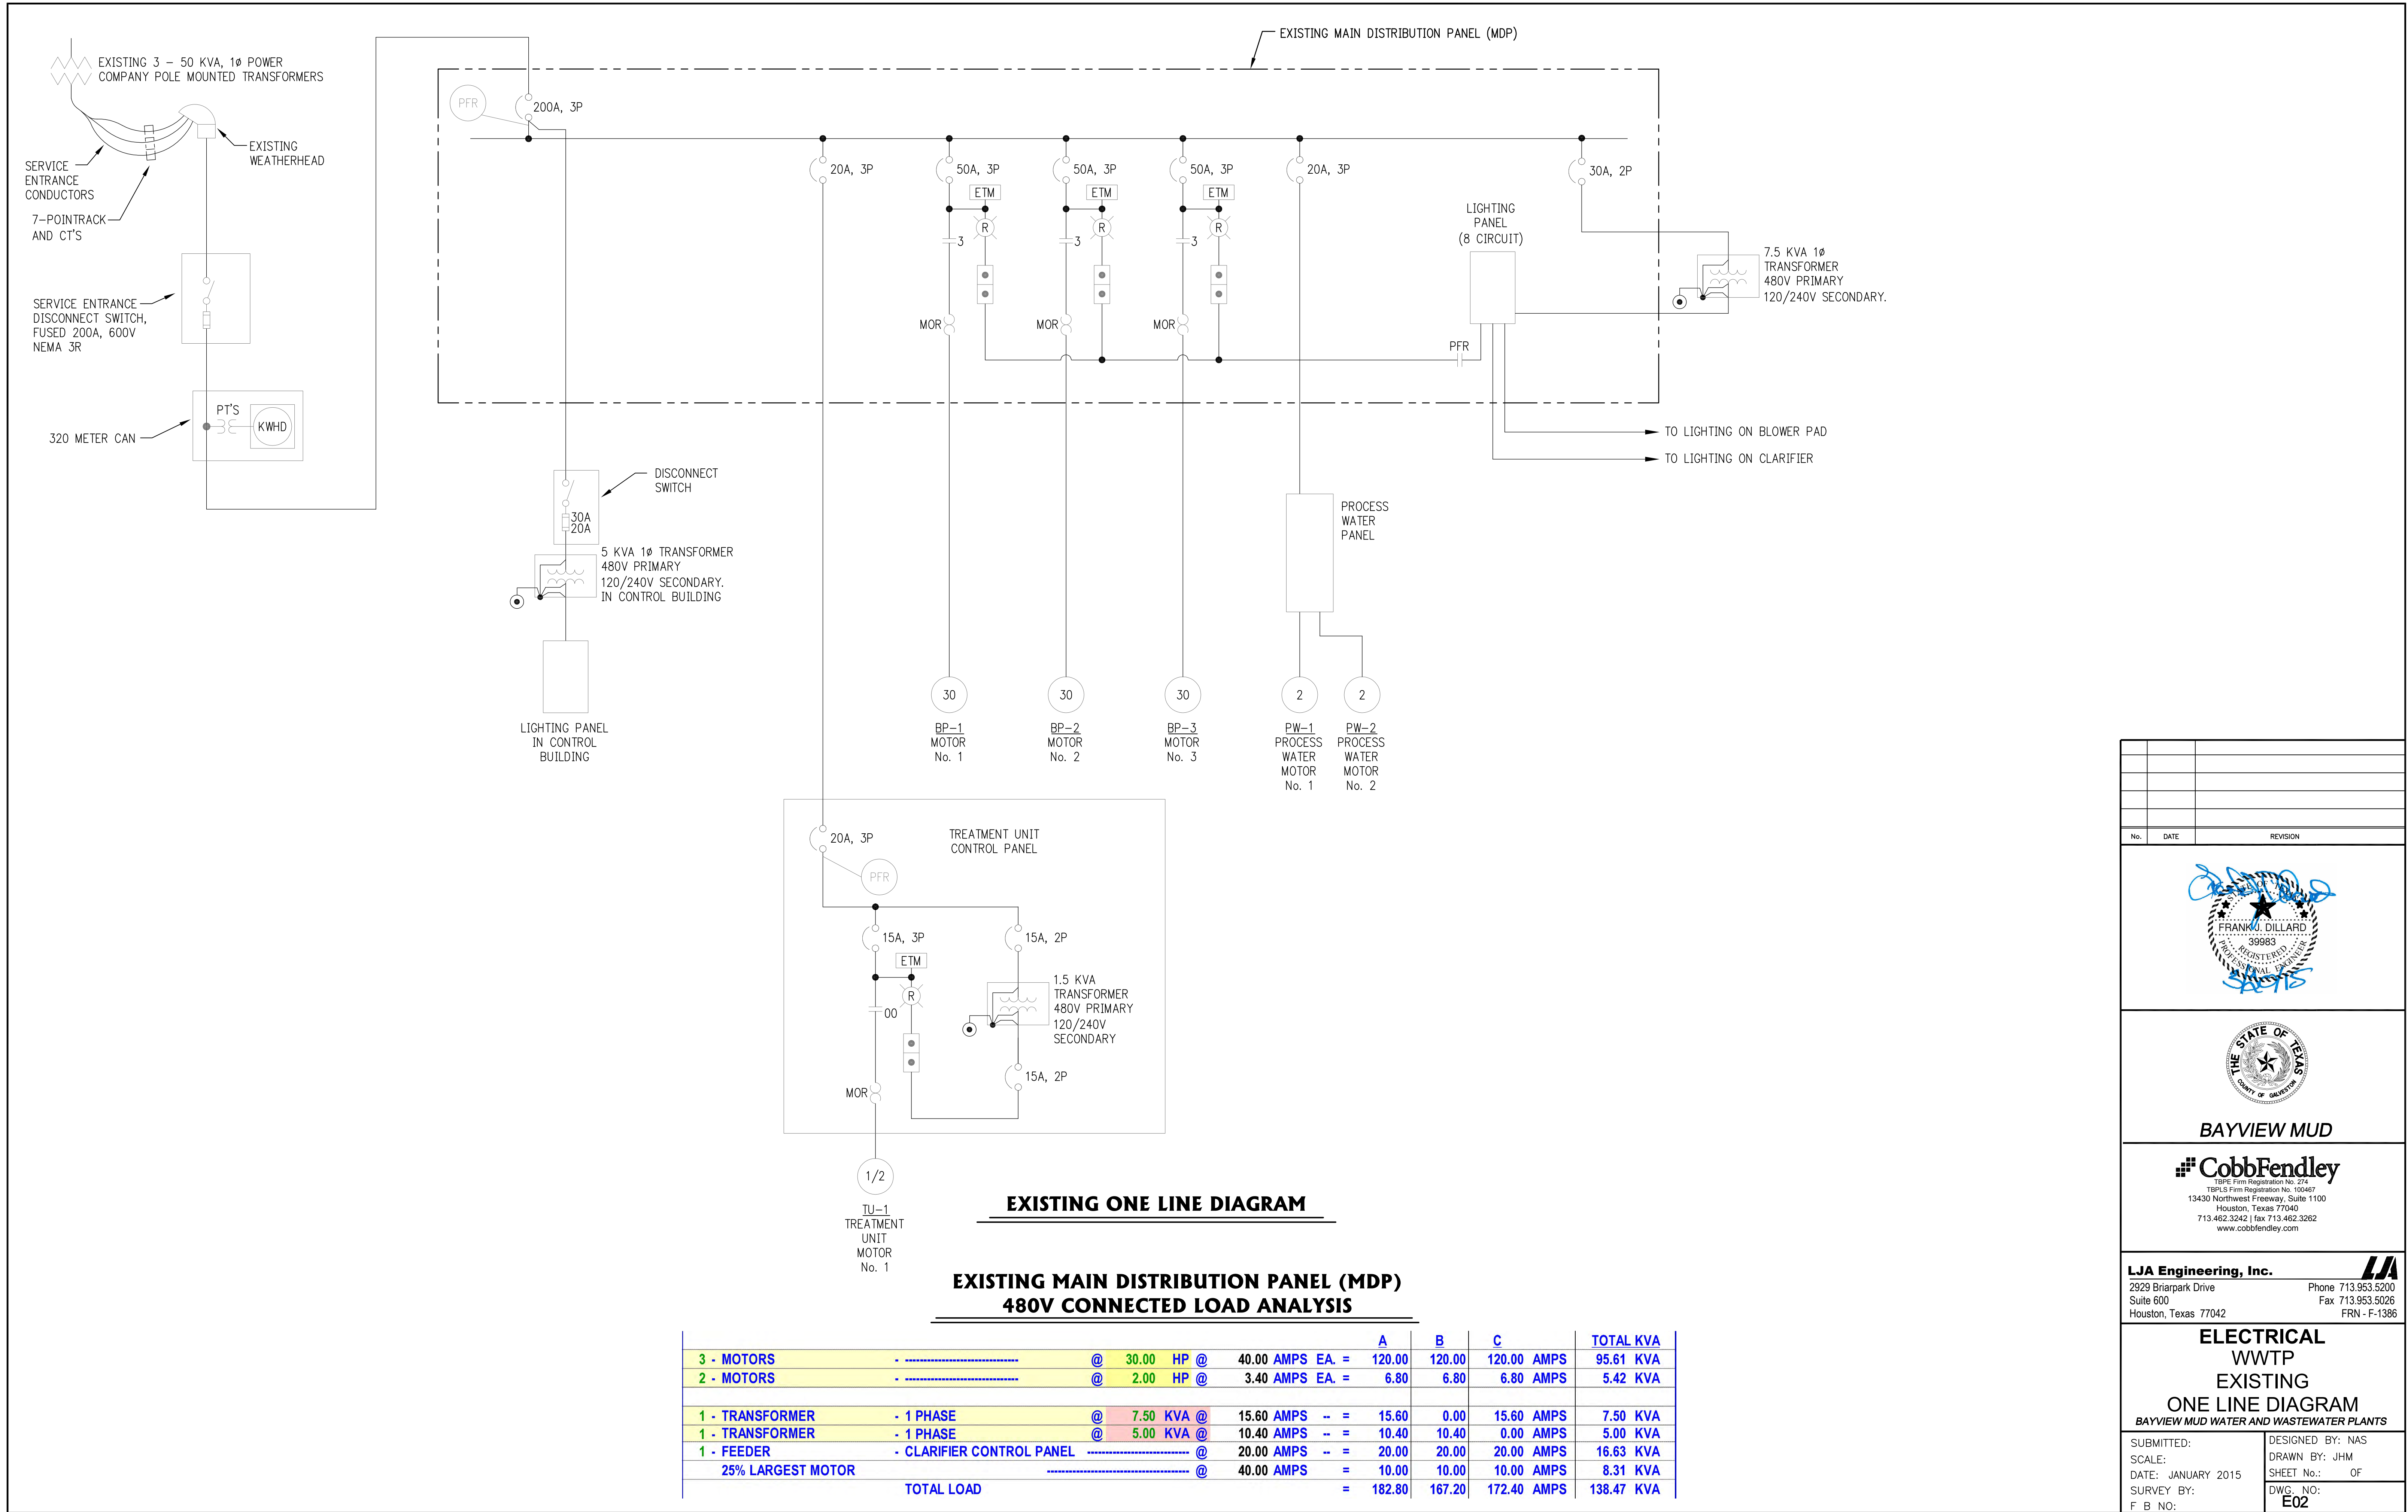 EXISTING MAIN DISTRIBUTION PANEL (MDP)
EXISTING 3 – 50 KVA, 1ø POWER
COMPANY POLE MOUNTED TRANSFORMERS
SERVICE
ENTRANCE
CONDUCTORS
7–POINTRACK
AND CT'S
EXISTING
WEATHERHEAD
SERVICE ENTRANCE
DISCONNECT SWITCH,
FUSED 200A, 600V
NEMA 3R
PT'S
KWHD
320 METER CAN
PFR
200A, 3P
20A, 3P
50A, 3P
50A, 3P
50A, 3P
20A, 3P
30A, 2P
ETM
ETM
ETM
R
R
R
3
3
3
MOR
MOR
MOR
PFR
LIGHTING
PANEL
(8 CIRCUIT)
7.5 KVA 1ø
TRANSFORMER
480V PRIMARY
120/240V SECONDARY.
TO LIGHTING ON BLOWER PAD
TO LIGHTING ON CLARIFIER
DISCONNECT
SWITCH
30A
20A
5 KVA 1ø TRANSFORMER
480V PRIMARY
120/240V SECONDARY.
IN CONTROL BUILDING
LIGHTING PANEL
IN CONTROL
BUILDING
PROCESS
WATER
PANEL
30
BP–1
MOTOR
No. 1
30
BP–2
MOTOR
No. 2
30
BP–3
MOTOR
No. 3
2
PW–1
PROCESS
WATER
MOTOR
No. 1
2
PW–2
PROCESS
WATER
MOTOR
No. 2
20A, 3P
TREATMENT UNIT
CONTROL PANEL
PFR
15A, 3P
15A, 2P
ETM
R
00
1.5 KVA
TRANSFORMER
480V PRIMARY
120/240V
SECONDARY
15A, 2P
MOR
1/2
TU–1
TREATMENT
UNIT
MOTOR
No. 1
EXISTING ONE LINE DIAGRAM
EXISTING MAIN DISTRIBUTION PANEL (MDP)
480V CONNECTED LOAD ANALYSIS
A B C TOTAL KVA
3 - MOTORS - ------------------------------ @ 30.00 HP @ 40.00 AMPS EA. = 120.00 120.00 120.00 AMPS 95.61 KVA
2 - MOTORS - ------------------------------ @ 2.00 HP @ 3.40 AMPS EA. = 6.80 6.80 6.80 AMPS 5.42 KVA
1 - TRANSFORMER - 1 PHASE @ 7.50 KVA @ 15.60 AMPS -- = 15.60 0.00 15.60 AMPS 7.50 KVA
1 - TRANSFORMER - 1 PHASE @ 5.00 KVA @ 10.40 AMPS -- = 10.40 10.40 0.00 AMPS 5.00 KVA
1 - FEEDER - CLARIFIER CONTROL PANEL --------------------------- @ 20.00 AMPS -- = 20.00 20.00 20.00 AMPS 16.63 KVA
25% LARGEST MOTOR -------------------------------------- @ 40.00 AMPS = 10.00 10.00 10.00 AMPS 8.31 KVA
TOTAL LOAD = 182.80 167.20 172.40 AMPS 138.47 KVA
No. DATE REVISION
STATE OF TEXAS
FRANK J. DILLARD
39983
REGISTERED
PROFESSIONAL ENGINEER
THE STATE OF TEXAS
COUNTY OF GALVESTON
BAYVIEW MUD
CobbFendley
TBPE Firm Registration No. 274
TBPLS Firm Registration No. 100467
13430 Northwest Freeway, Suite 1100
Houston, Texas 77040
713.462.3242 | fax 713.462.3262
www.cobbfendley.com
LJA Engineering, Inc. LJA
2929 Briarpark Drive Phone 713.953.5200
Suite 600 Fax 713.953.5026
Houston, Texas 77042 FRN - F-1386
ELECTRICAL
WWTP
EXISTING
ONE LINE DIAGRAM
BAYVIEW MUD WATER AND WASTEWATER PLANTS
SUBMITTED:
SCALE:
DATE: JANUARY 2015
SURVEY BY:
F B NO:
DESIGNED BY: NAS
DRAWN BY: JHM
SHEET No.: OF
DWG. NO:
E02